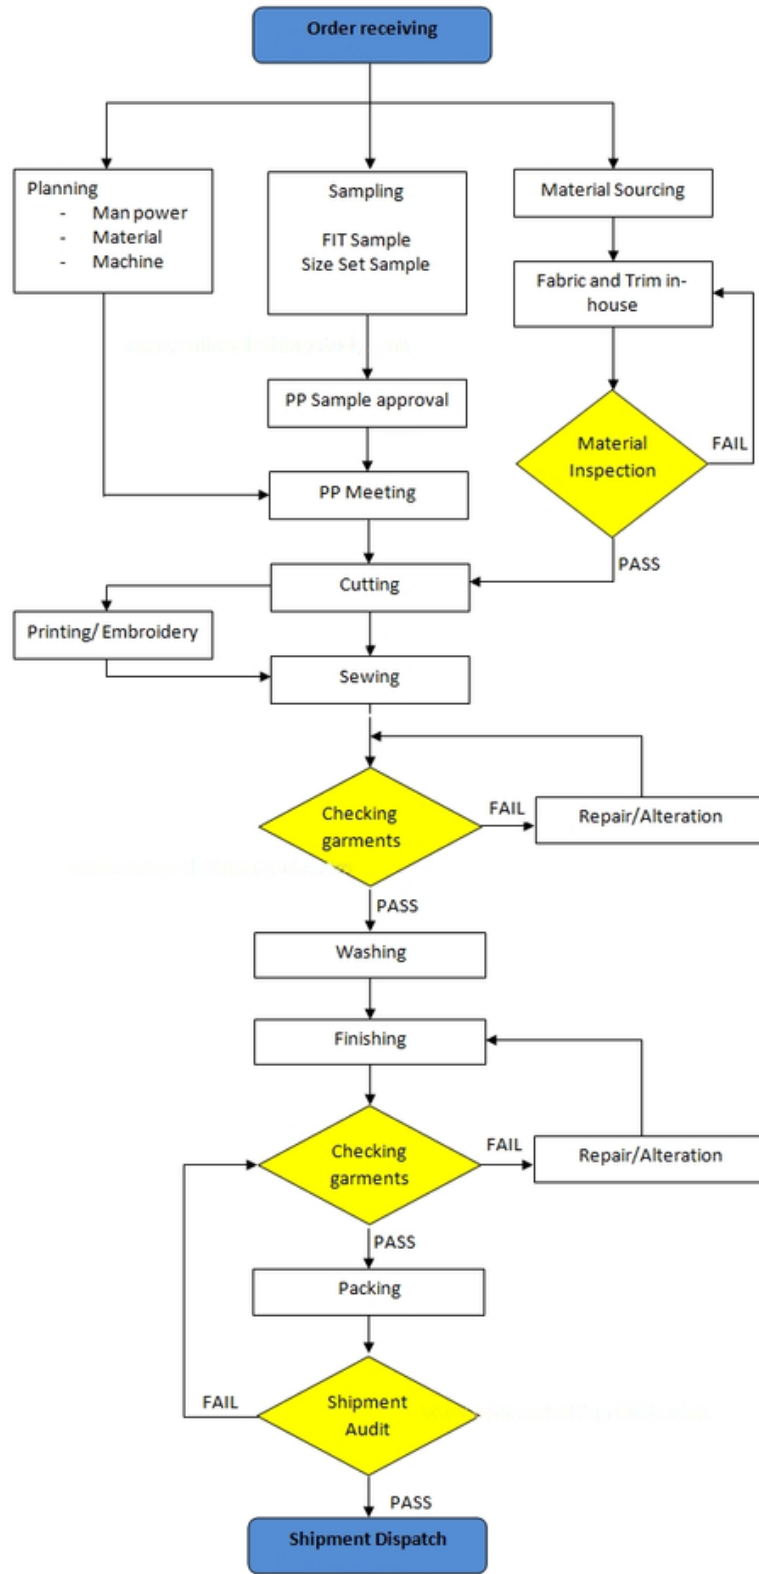 Order receiving
Planning
- Man power
- Material
- Machine
Sampling
FIT Sample
Size Set Sample
Material Sourcing
Fabric and Trim in-
house
PP Sample approval
Material
Inspection
FAIL
PP Meeting
PASS
Cutting
Printing/ Embroidery
Sewing
Checking
garments
FAIL
Repair/Alteration
PASS
Washing
Finishing
Checking
garments
FAIL
Repair/Alteration
PASS
Packing
Shipment
Audit
FAIL
PASS
Shipment Dispatch